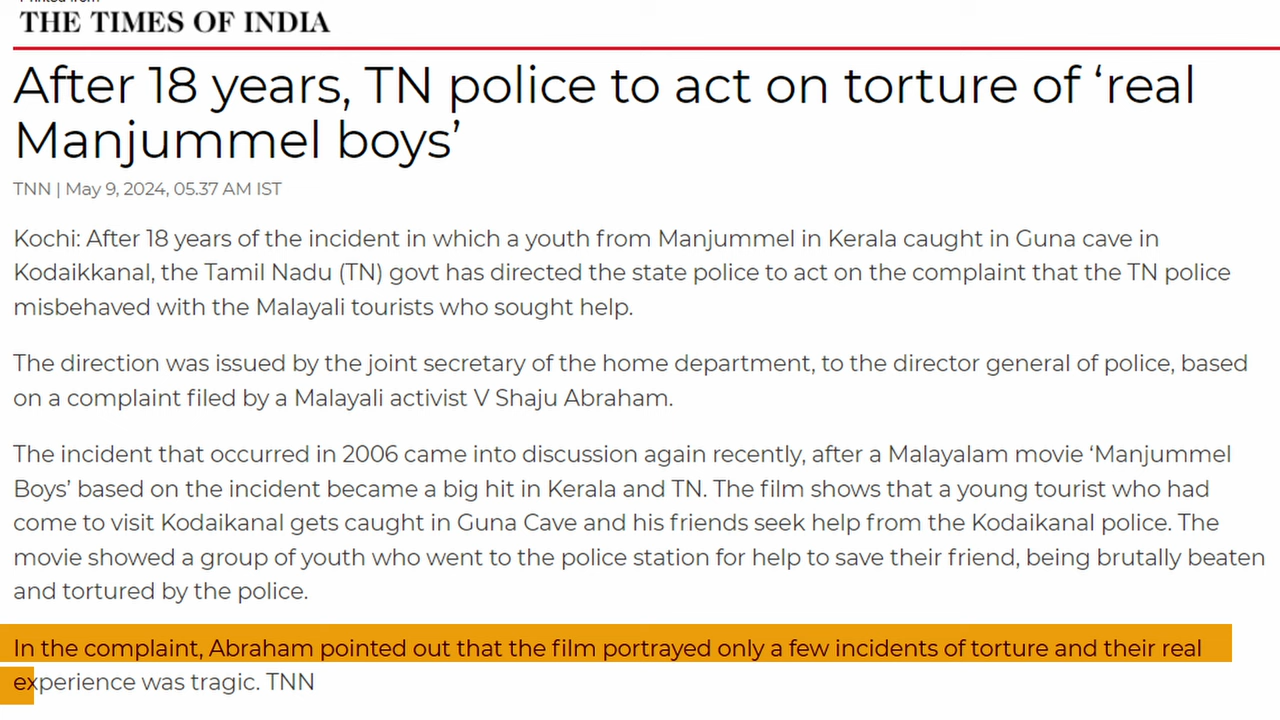 Printed from
THE TIMES OF INDIA
After 18 years, TN police to act on torture of ‘real
Manjummel boys’
TNN | May 9, 2024, 05.37 AM IST
Kochi: After 18 years of the incident in which a youth from Manjummel in Kerala caught in Guna cave in
Kodaikkanal, the Tamil Nadu (TN) govt has directed the state police to act on the complaint that the TN police
misbehaved with the Malayali tourists who sought help.
The direction was issued by the joint secretary of the home department, to the director general of police, based
on a complaint filed by a Malayali activist V Shaju Abraham.
The incident that occurred in 2006 came into discussion again recently, after a Malayalam movie ‘Manjummel
Boys’ based on the incident became a big hit in Kerala and TN. The film shows that a young tourist who had
come to visit Kodaikanal gets caught in Guna Cave and his friends seek help from the Kodaikanal police. The
movie showed a group of youth who went to the police station for help to save their friend, being brutally beaten
and tortured by the police.
In the complaint, Abraham pointed out that the film portrayed only a few incidents of torture and their real
experience was tragic. TNN